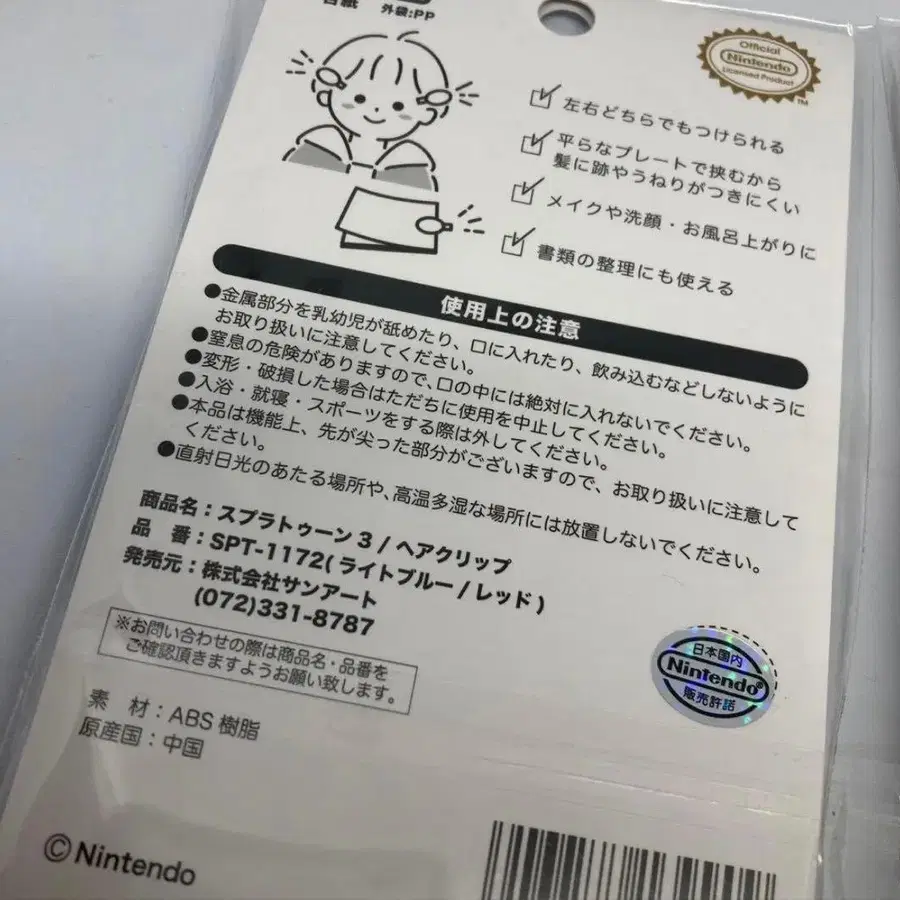 台紙
外袋:PP
Official
Nintendo
Licensed Product
TM
左右どちらでもつけられる
平らなプレートで挟むから
髪に跡やうねりがつきにくい
メイクや洗顔・お風呂上がりに
書類の整理にも使える
使用上の注意
●金属部分を乳幼児が舐めたり、口に入れたり、飲み込むなどしないように
お取り扱いに注意してください。
●窒息の危険がありますので、口の中には絶対に入れないでください。
●変形・破損した場合はただちに使用を中止してください。
●入浴・就寝・スポーツをする際は外してください。
●本品は機能上、先が尖った部分がございますので、お取り扱いに注意して
ください。
●直射日光のあたる場所や、高温多湿な場所には放置しないでください。
商品名：スプラトゥーン3/ヘアクリップ
品 番：SPT-1172(ライトブルー/レッド)
発売元：株式会社サンアート
(072)331-8787
※お問い合わせの際は商品名・品番を
ご確認頂きますようお願い致します。
日本国内
Nintendo®
販売許諾
素 材：ABS樹脂
原産国：中国
©Nintendo